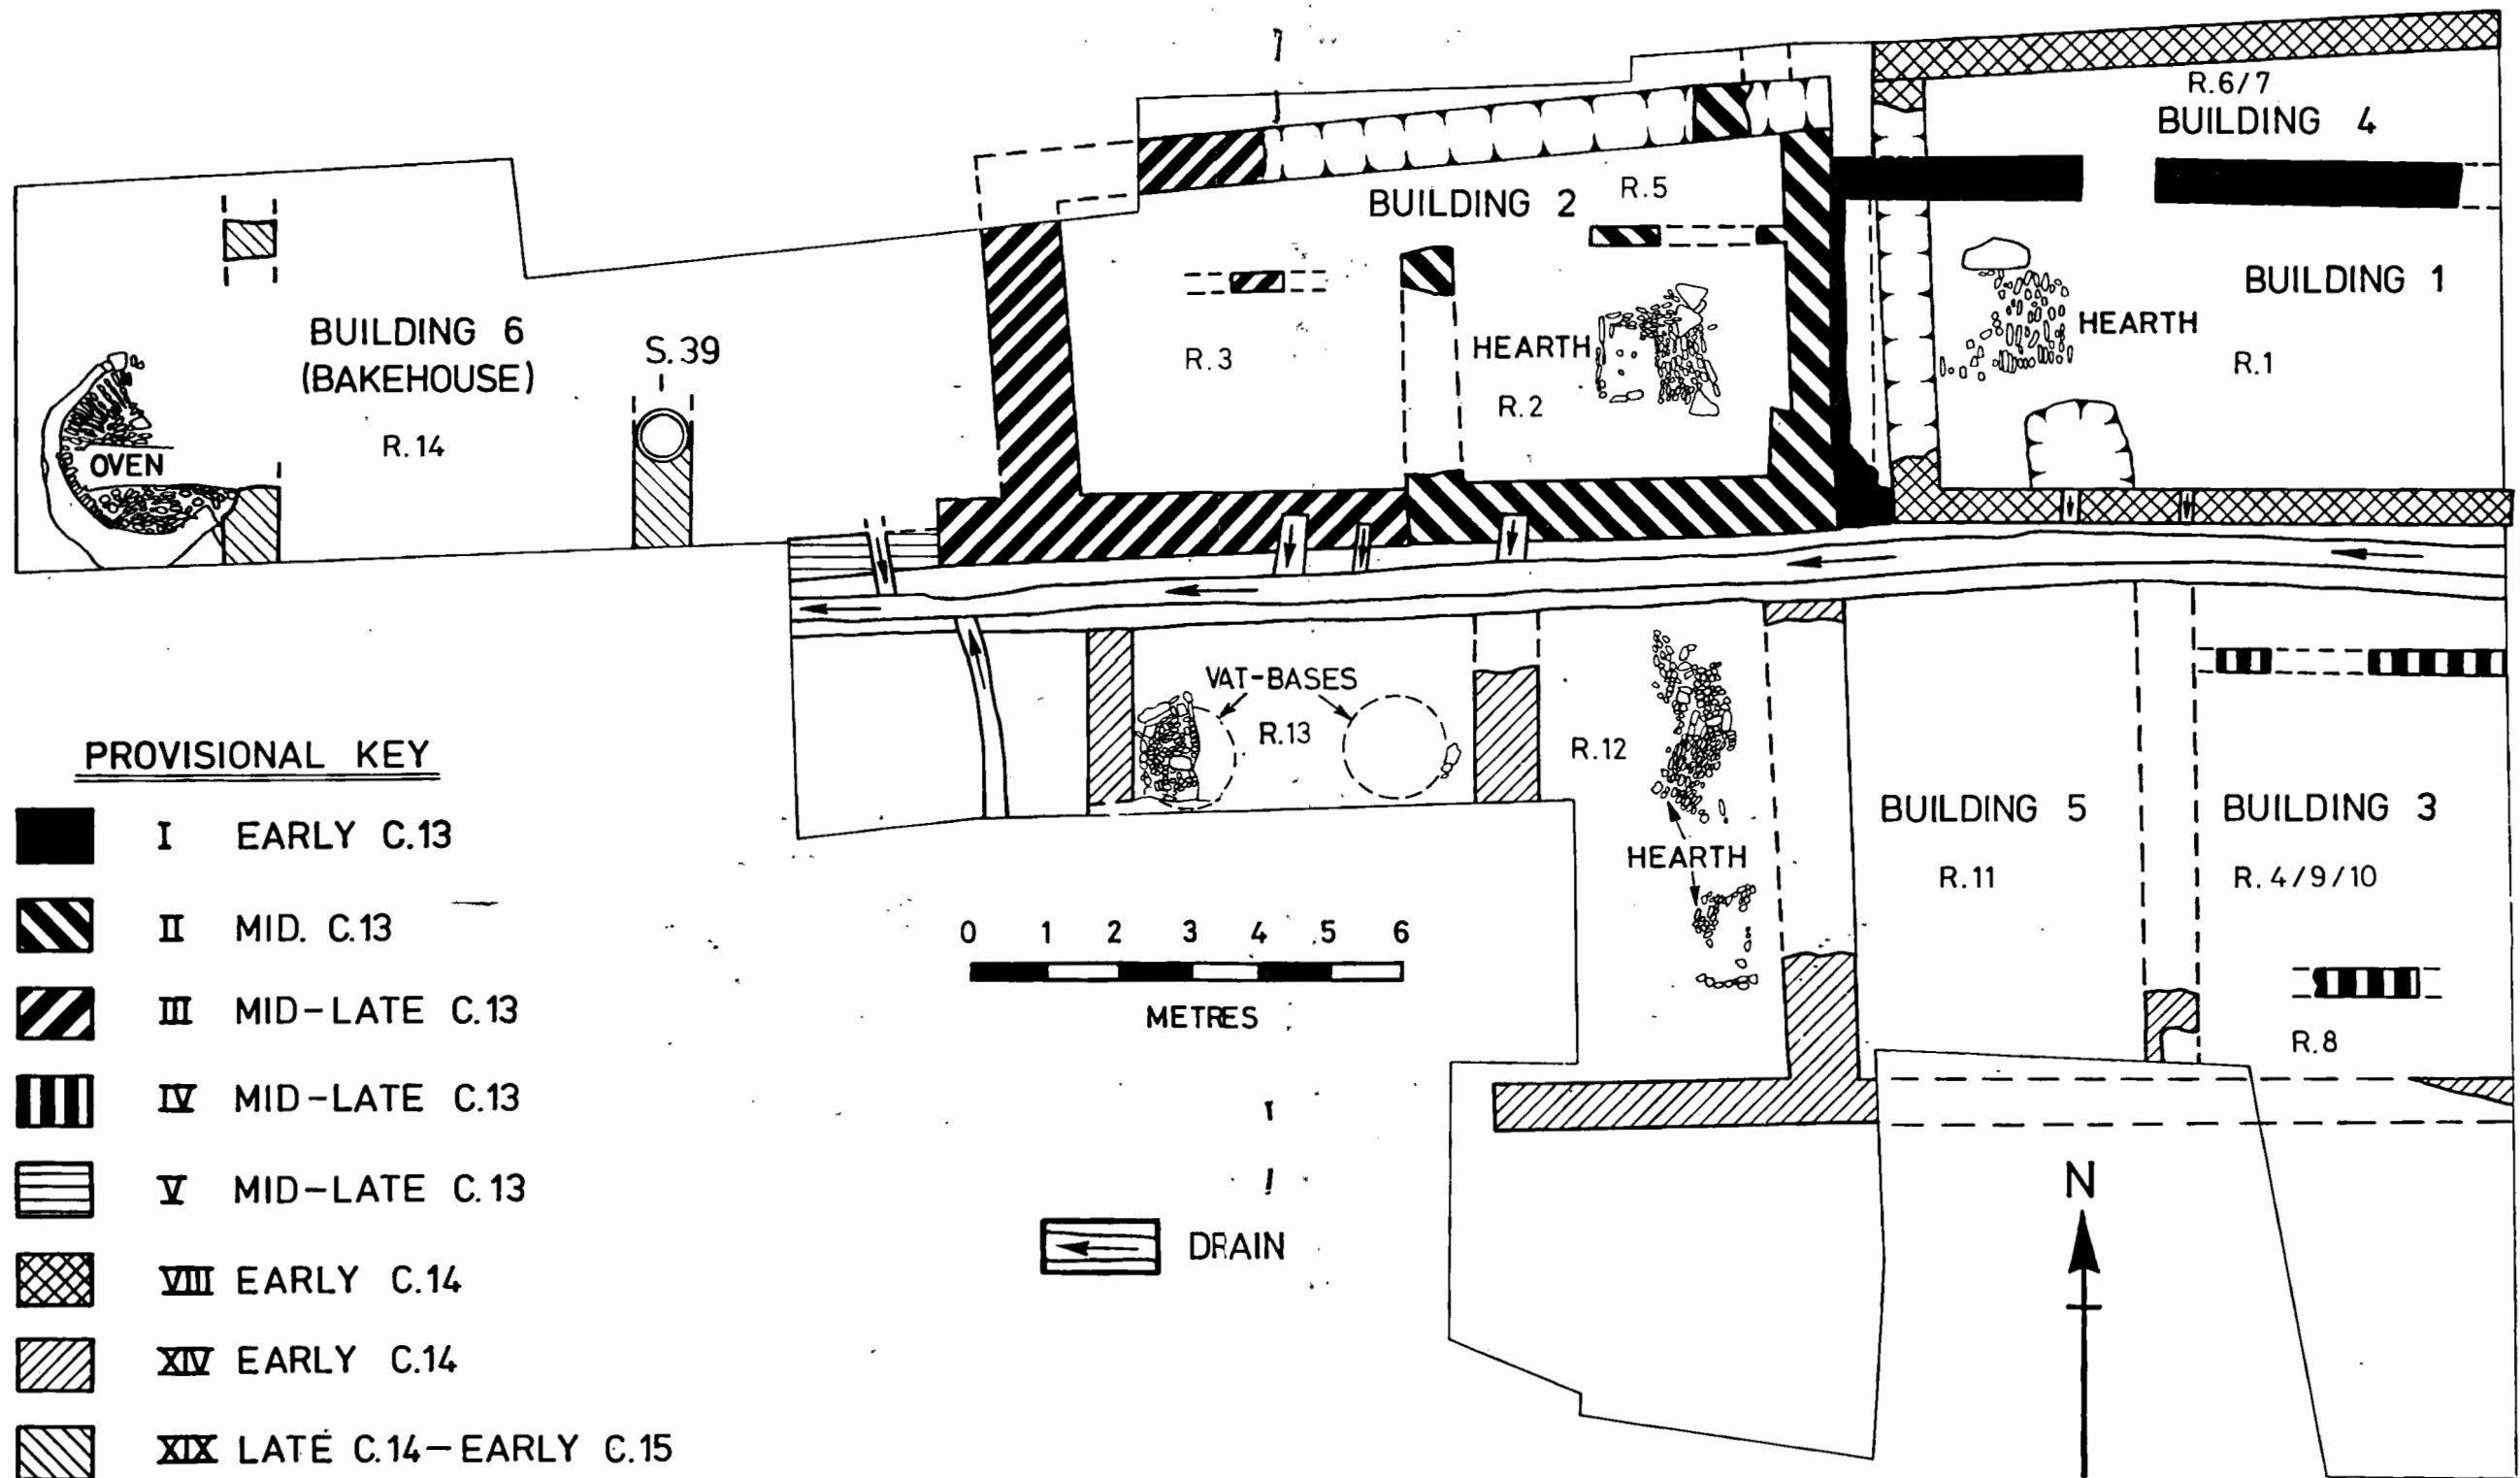 R.6/7
BUILDING 4
BUILDING 2
R.5
BUILDING 1
HEARTH
R.1
BUILDING 6
(BAKEHOUSE)
R.14
S.39
OVEN
R.3
HEARTH
R.2
VAT-BASES
R.13
R.12
HEARTH
BUILDING 5
R.11
BUILDING 3
R.4/9/10
R.8
PROVISIONAL KEY
I EARLY C.13
II MID. C.13
III MID-LATE C.13
IV MID-LATE C.13
V MID-LATE C.13
VIII EARLY C.14
XIV EARLY C.14
XIX LATE C.14-EARLY C.15
0 1 2 3 4 5 6
METRES
DRAIN
N